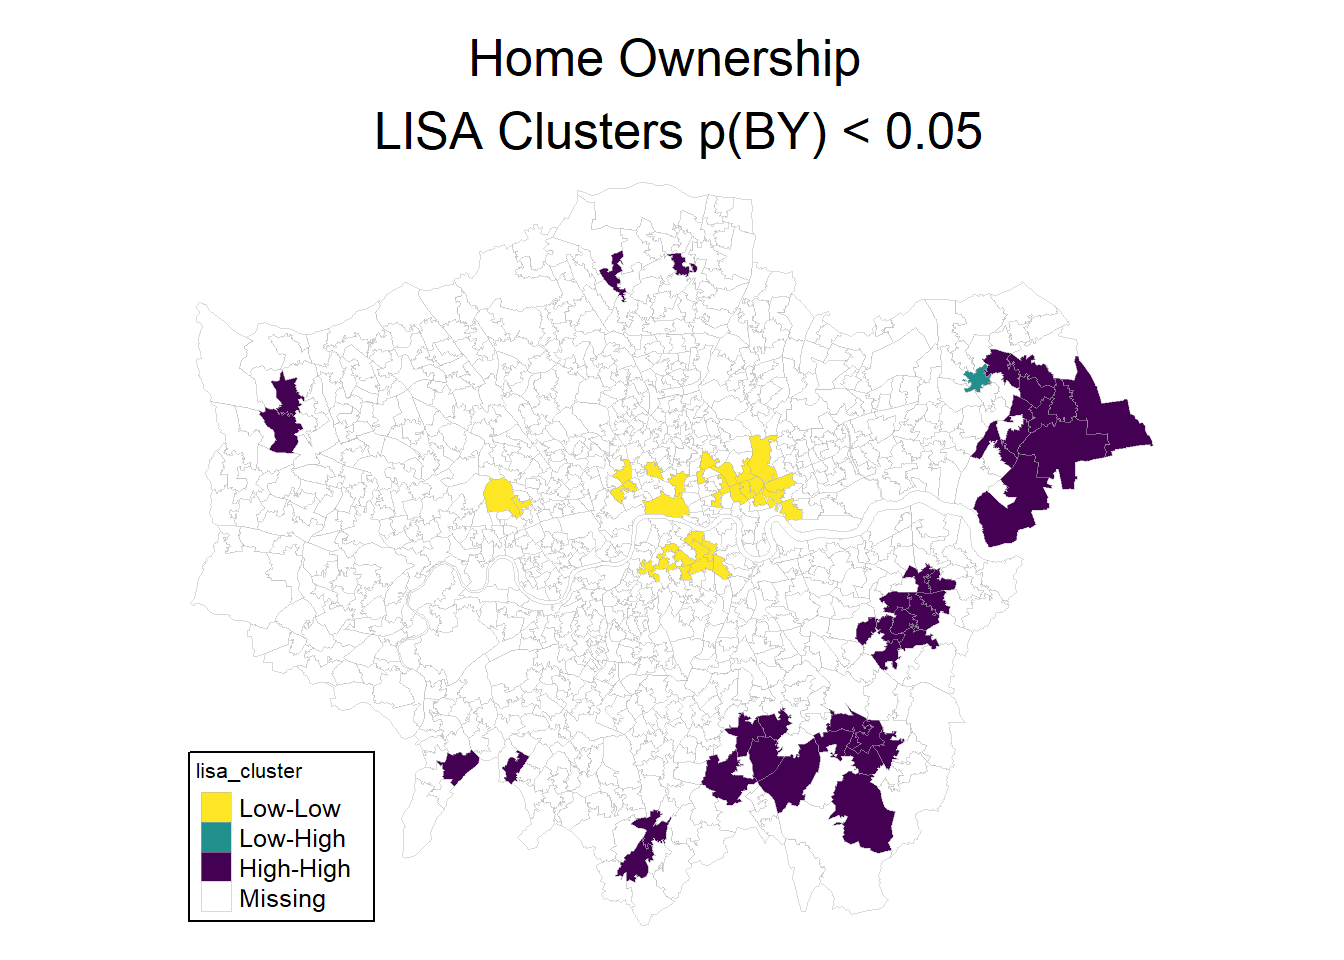 Home Ownership
LISA Clusters p(BY) < 0.05
lisa_cluster
Low-Low
Low-High
High-High
Missing